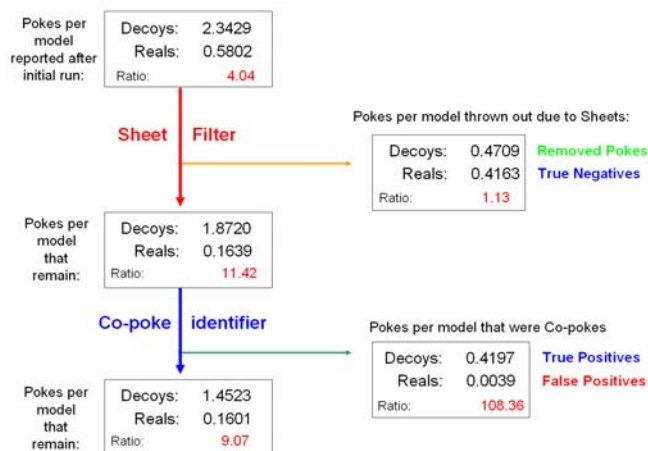 Pokes per
model
reported after
initial run:
Decoys: 2.3429
Reals: 0.5802
Ratio: 4.04
Sheet Filter
Pokes per model thrown out due to Sheets:
Decoys: 0.4709 Removed Pokes
Reals: 0.4163 True Negatives
Ratio: 1.13
Pokes per
model
that
remain:
Decoys: 1.8720
Reals: 0.1639
Ratio: 11.42
Co-poke identifier
Pokes per model that were Co-pokes
Decoys: 0.4197 True Positives
Reals: 0.0039 False Positives
Ratio: 108.36
Pokes per
model
that
remain:
Decoys: 1.4523
Reals: 0.1601
Ratio: 9.07